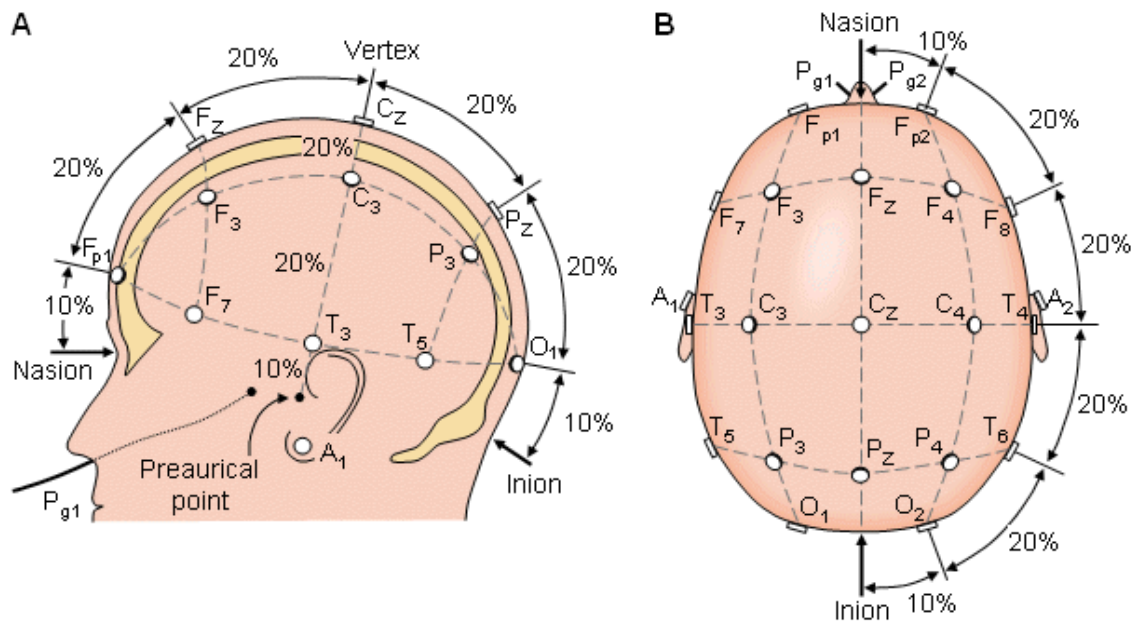 A
Vertex
20%
20%
Fz
Cz
20%
20%
C3
F3
Pz
Fp1
P3
20%
20%
F7
10%
T3
T5
O1
Nasion
10%
10%
A1
Preaurical
point
Inion
Pg1
B
Nasion
10%
Pg1
Pg2
Fp1
Fp2
20%
F7
F3
Fz
F4
F8
20%
A1
T3
C3
Cz
C4
T4
A2
20%
T5
P3
Pz
P4
T6
O1
O2
20%
10%
Inion